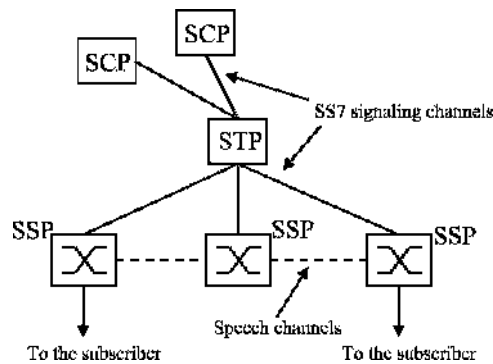 SCP
SCP
SS7 signaling channels
STP
SSP
SSP
SSP
Speech channels
To the subscriber
To the subscriber